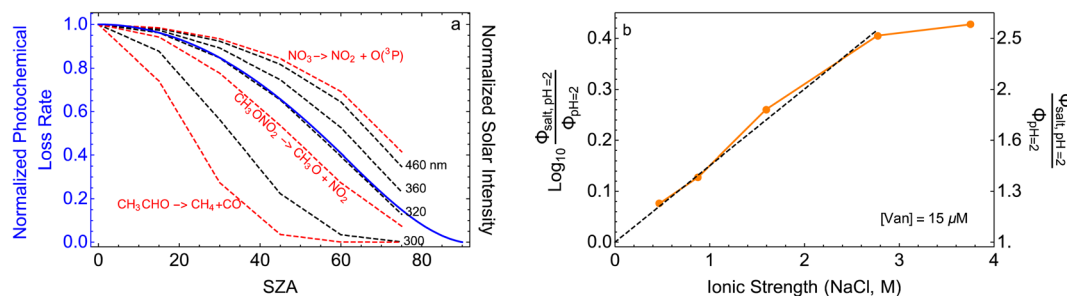 a
Normalized Photochemical
Loss Rate
1.0
0.8
0.6
0.4
0.2
0.0
NO3–> NO2 + O(³P)
CH3ONO2 –> CH3O + NO2
CH3CHO –> CH4+CO
460 nm
360
320
300
0
20
40
60
80
SZA
Normalized Solar
Intensity
b
Log10 Φsalt, pH=2 / ΦpH=2
0.4
0.3
0.2
0.1
0.0
[Van] = 15 µM
0
1
2
3
4
Ionic Strength (NaCl, M)
2.5
2
1.6
1.3
1
Φsalt, pH=2 / ΦpH=2